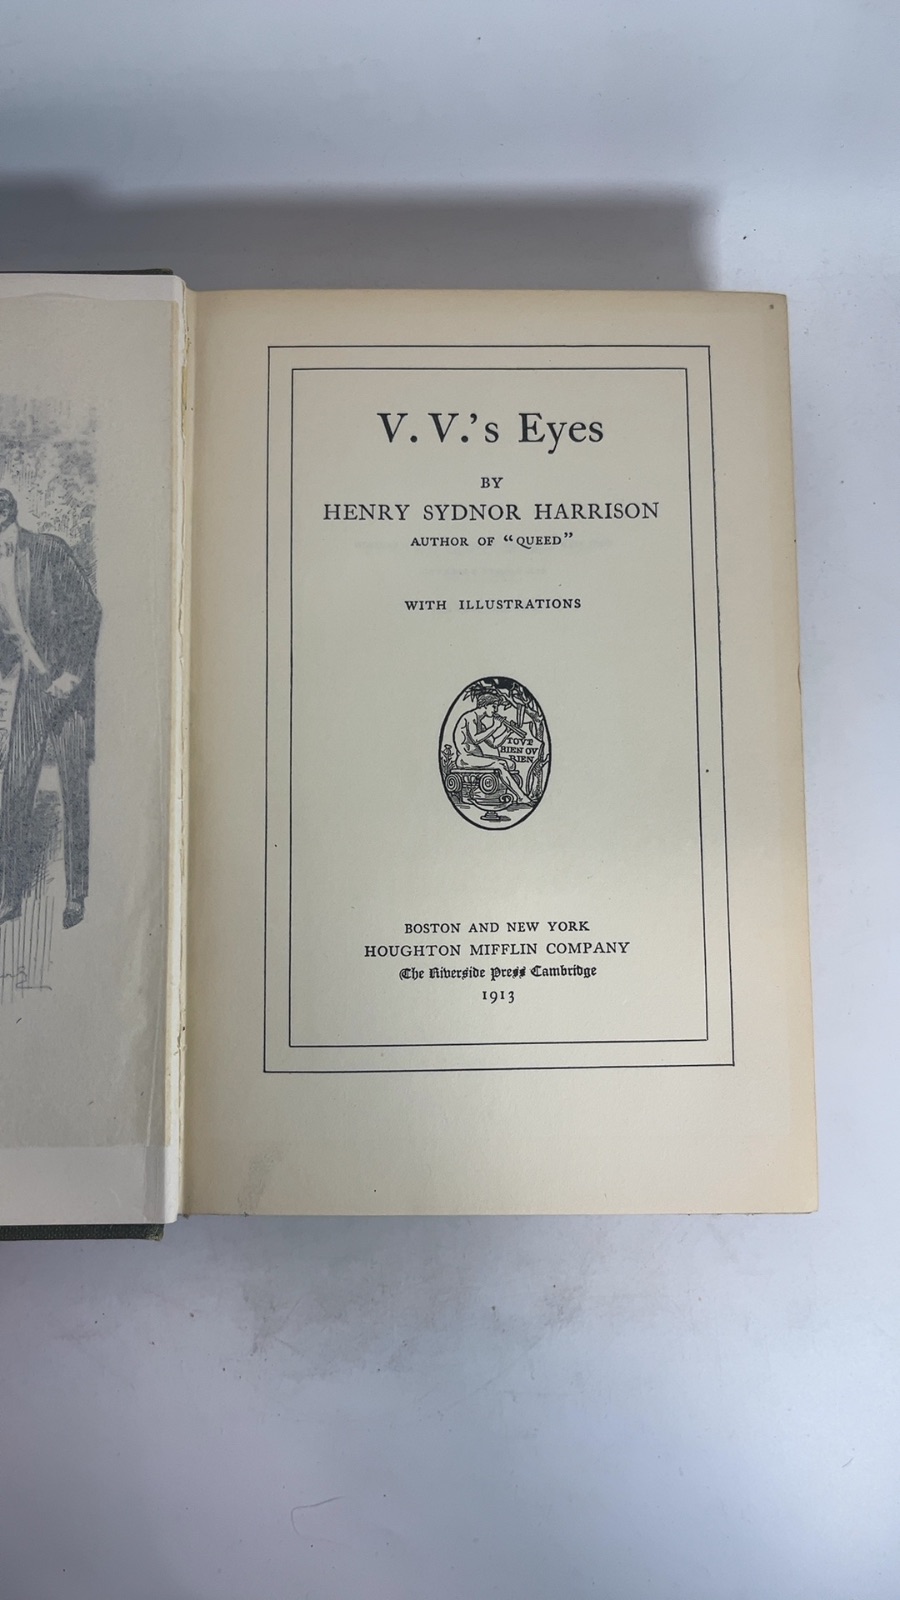 V. V.'s Eyes
BY
HENRY SYDNOR HARRISON
AUTHOR OF “QUEED”
WITH ILLUSTRATIONS
TOVT
BIEN OV
RIEN
BOSTON AND NEW YORK
HOUGHTON MIFFLIN COMPANY
The Riverside Press Cambridge
1913